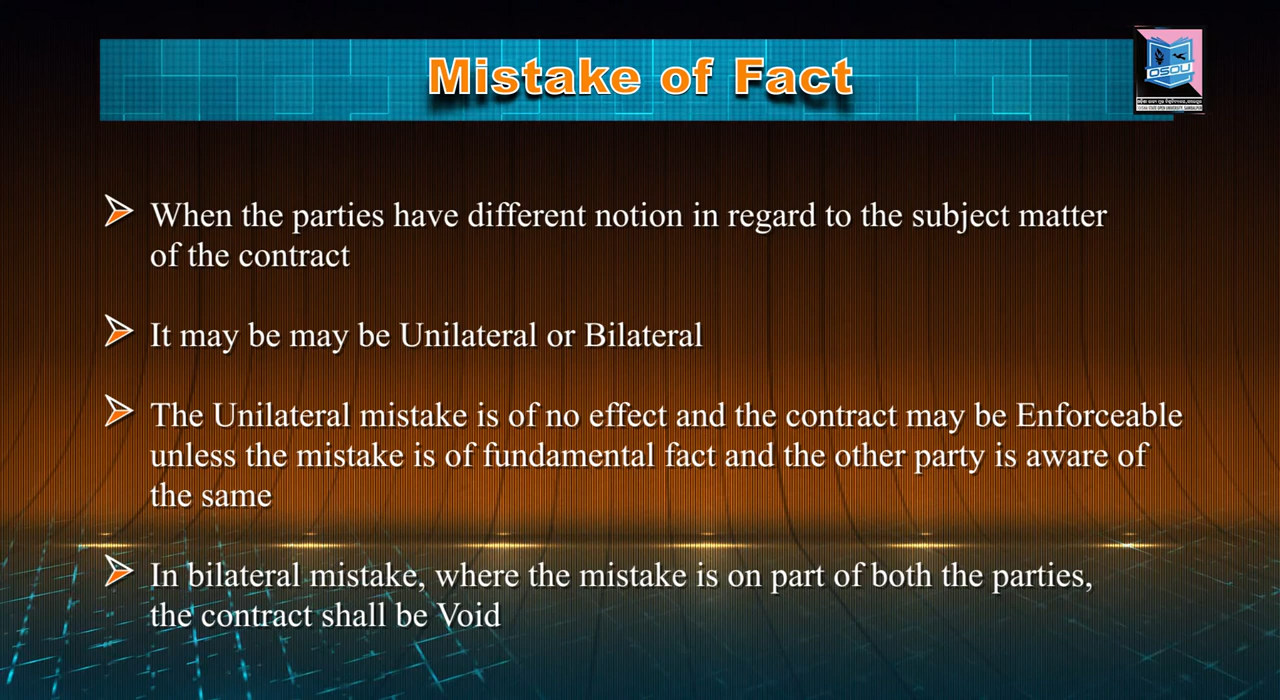 Mistake of Fact
OSOU
When the parties have different notion in regard to the subject matter
of the contract
It may be may be Unilateral or Bilateral
The Unilateral mistake is of no effect and the contract may be Enforceable
unless the mistake is of fundamental fact and the other party is aware of
the same
In bilateral mistake, where the mistake is on part of both the parties,
the contract shall be Void